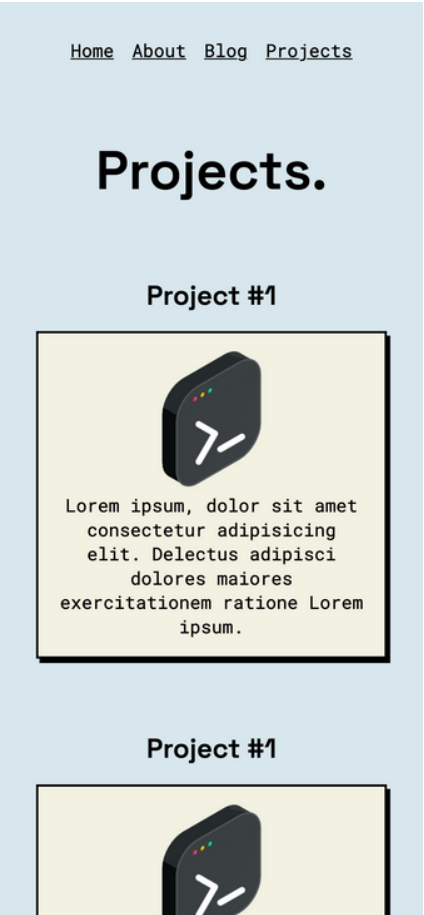 Home About Blog Projects
Projects.
Project #1
Lorem ipsum, dolor sit amet
consectetur adipisicing
elit. Delectus adipisci
dolores maiores
exercitationem ratione Lorem
ipsum.
Project #1